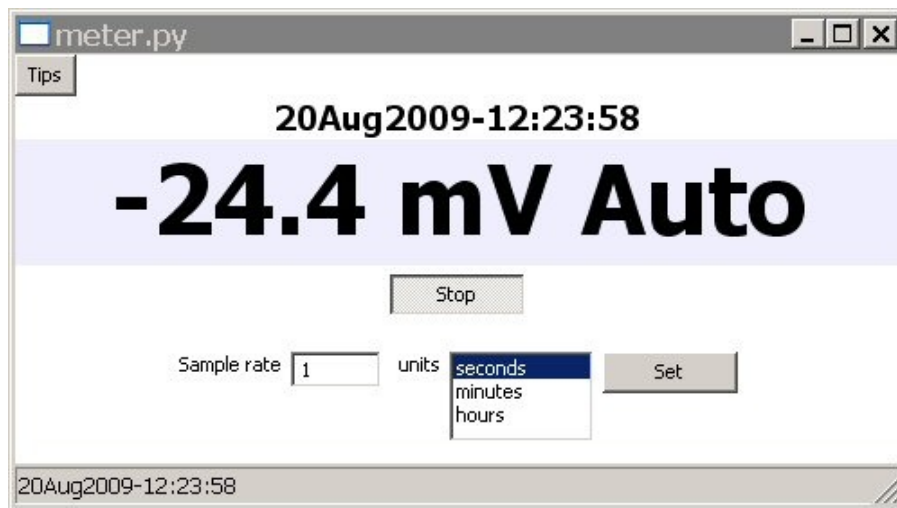 meter.py
Tips
20Aug2009-12:23:58
-24.4 mV Auto
Stop
Sample rate 1 units seconds Set
minutes
hours
20Aug2009-12:23:58